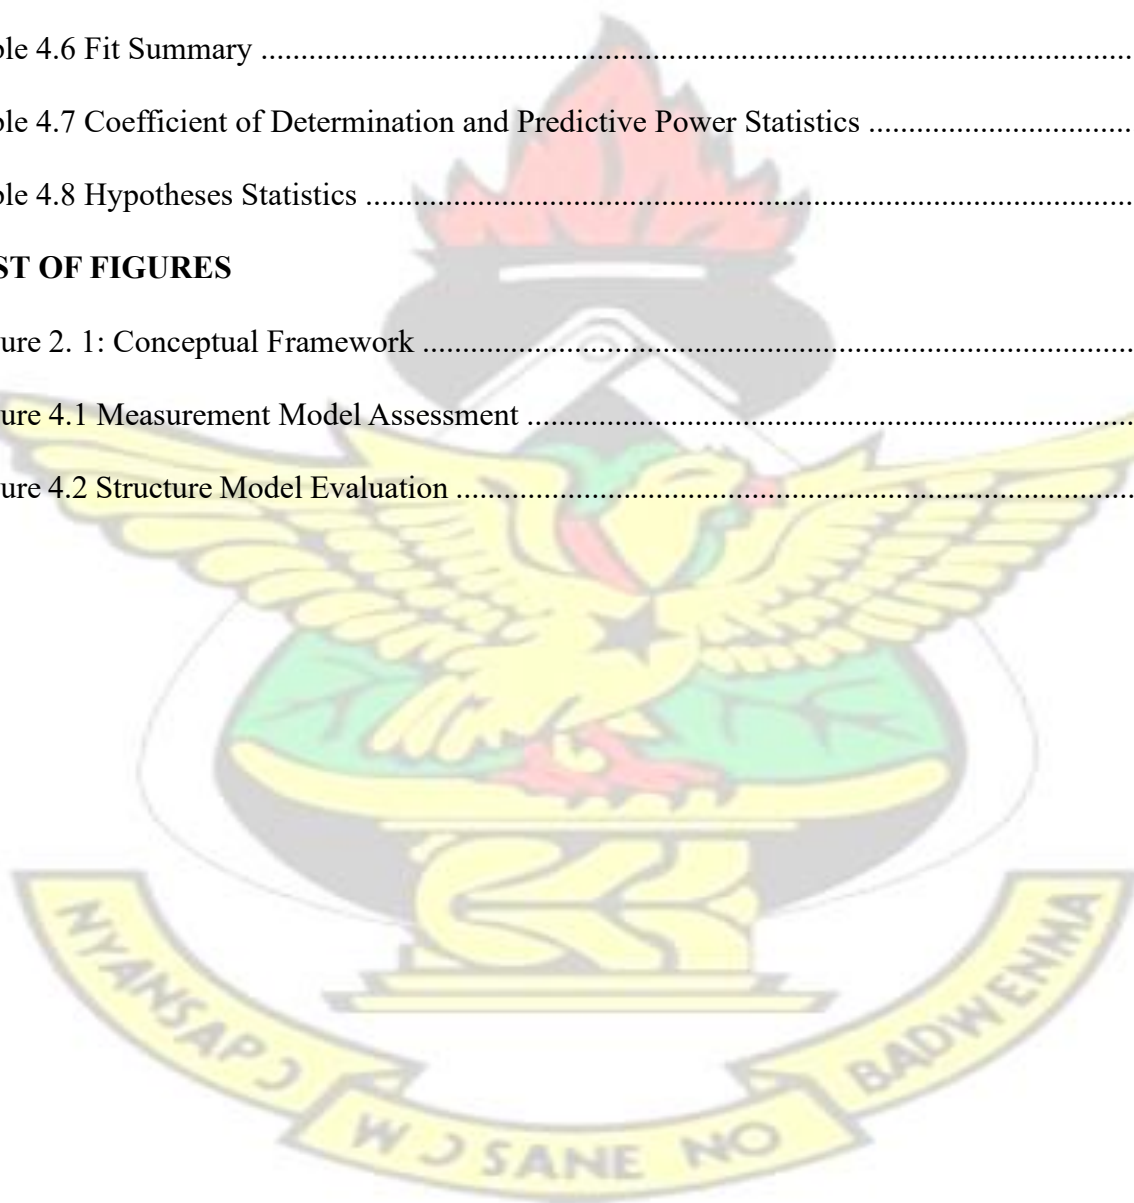 ble 4.6 Fit Summary ....................................................................................................
ble 4.7 Coefficient of Determination and Predictive Power Statistics ..............................
ble 4.8 Hypotheses Statistics ........................................................................................
ST OF FIGURES
ure 2. 1: Conceptual Framework .................................................................................
ure 4.1 Measurement Model Assessment ....................................................................
ure 4.2 Structure Model Evaluation .............................................................................
NYANSAP Ɔ
W Ɔ SANE NO
BADWENMA